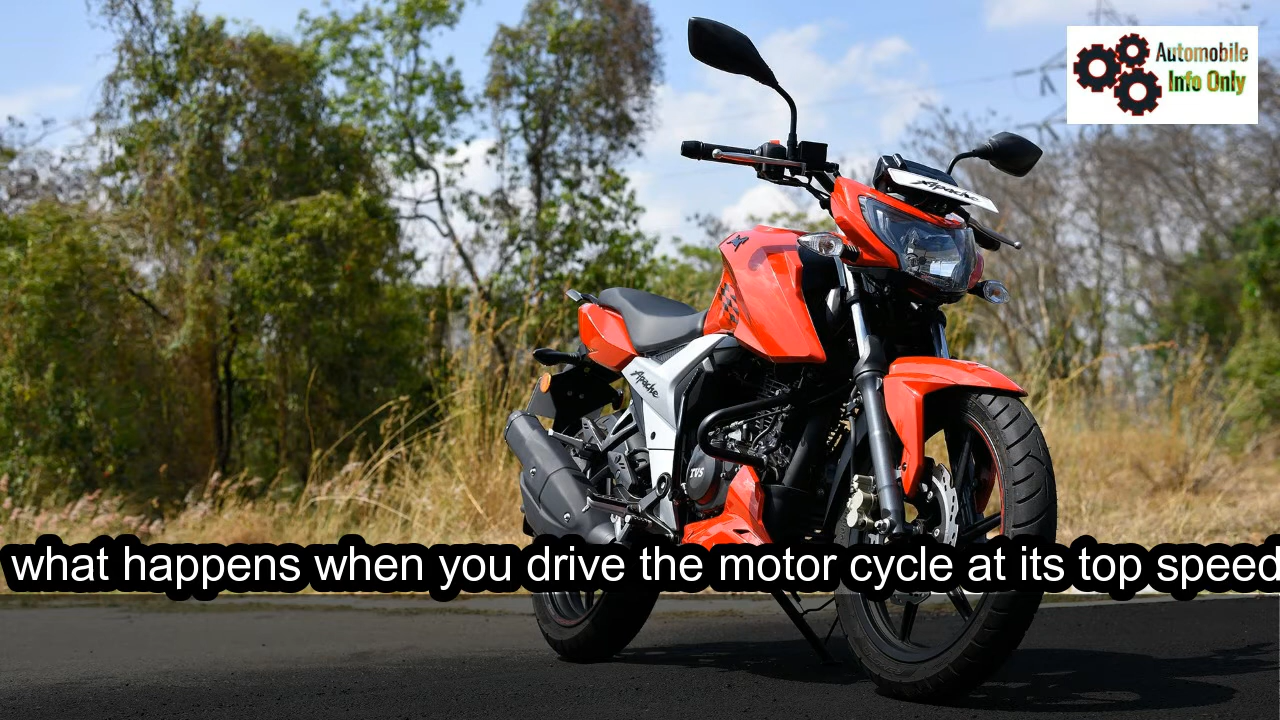 Automobile
Info Only
Apache
Apache
TVS
what happens when you drive the motor cycle at its top speed